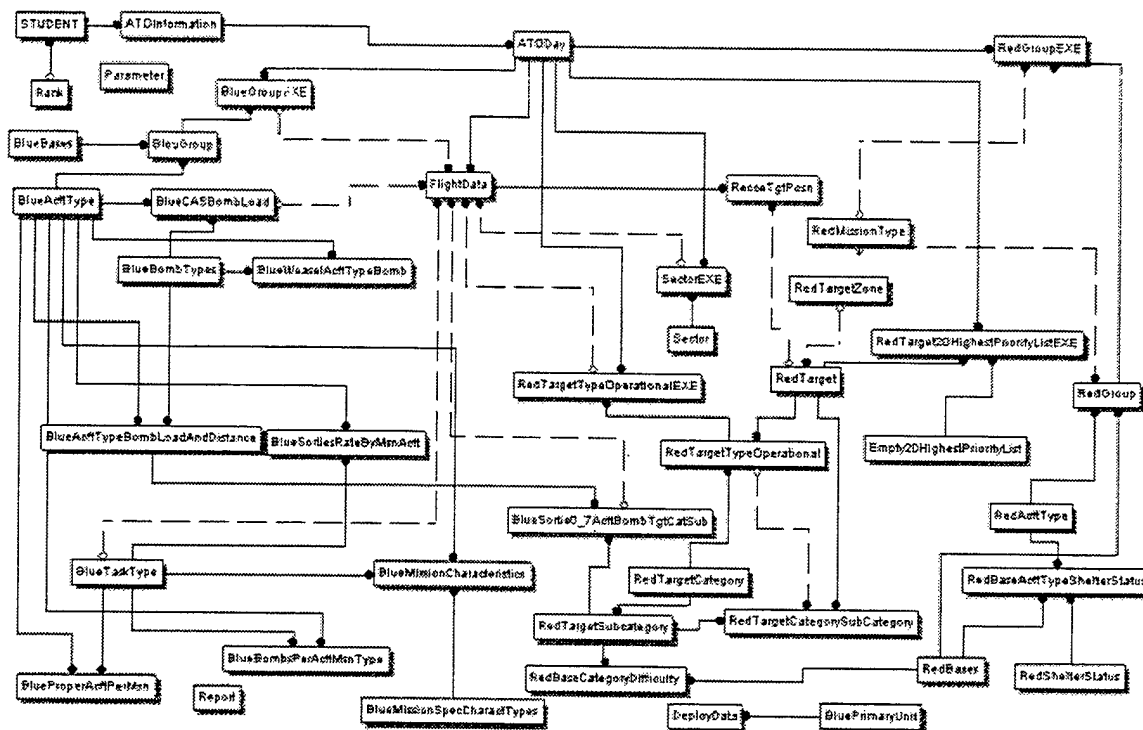 STUDENT
ATOInformation
ATODay
RedGroupEXE
Parameter
Rank
BlueGroupEXE
BlueBases
BlueGroup
FlightData
RecceTgtPosn
BlueAcftType
BlueCASBombLoad
RedMissionType
BlueBombTypes
BlueWeaselAcftTypeBomb
SectorEXE
RedTargetZone
Sector
RedTarget20HighestPriorityListEXE
RedTargetTypeOperationalEXE
RedTarget
RedGroup
BlueAcftTypeBombLoadAndDistance
BlueSortiesRateByMsnAcft
RedTargetTypeOperational
Empty20HighestPriorityList
BlueSortie0_7AcftBombTgtCatSub
RedAcftType
BlueTaskType
BlueMissionCharacteristics
RedTargetCategory
RedBaseAcftTypeShelterStatus
RedTargetSubcategory
RedTargetCategorySubCategory
BlueBombsPerAcftMsnType
BlueProperAcftPerMsn
Report
RedBaseCategoryDifficulty
RedBases
RedShelterStatus
BlueMissionSpecCharactTypes
DeployData
BluePrimaryUnit